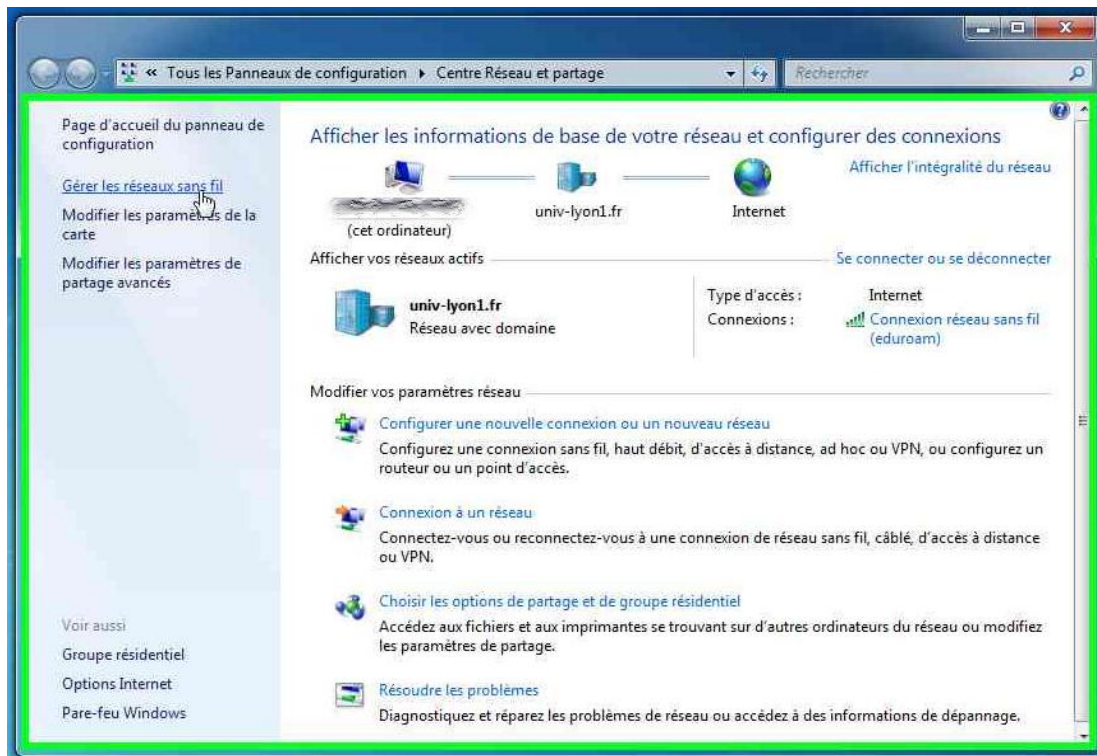 « Tous les Panneaux de configuration ▸ Centre Réseau et partage
Rechercher
Page d'accueil du panneau de
configuration
Gérer les réseaux sans fil
Modifier les paramètres de la
carte
Modifier les paramètres de
partage avancés
Voir aussi
Groupe résidentiel
Options Internet
Pare-feu Windows
Afficher les informations de base de votre réseau et configurer des connexions
Afficher l'intégralité du réseau
univ-lyon1.fr
Internet
(cet ordinateur)
Afficher vos réseaux actifs
Se connecter ou se déconnecter
univ-lyon1.fr
Réseau avec domaine
Type d'accès : Internet
Connexions : Connexion réseau sans fil
(eduroam)
Modifier vos paramètres réseau
Configurer une nouvelle connexion ou un nouveau réseau
Configurez une connexion sans fil, haut débit, d'accès à distance, ad hoc ou VPN, ou configurez un
routeur ou un point d'accès.
Connexion à un réseau
Connectez-vous ou reconnectez-vous à une connexion de réseau sans fil, câblé, d'accès à distance
ou VPN.
Choisir les options de partage et de groupe résidentiel
Accédez aux fichiers et aux imprimantes se trouvant sur d'autres ordinateurs du réseau ou modifiez
les paramètres de partage.
Résoudre les problèmes
Diagnostiquez et réparez les problèmes de réseau ou accédez à des informations de dépannage.